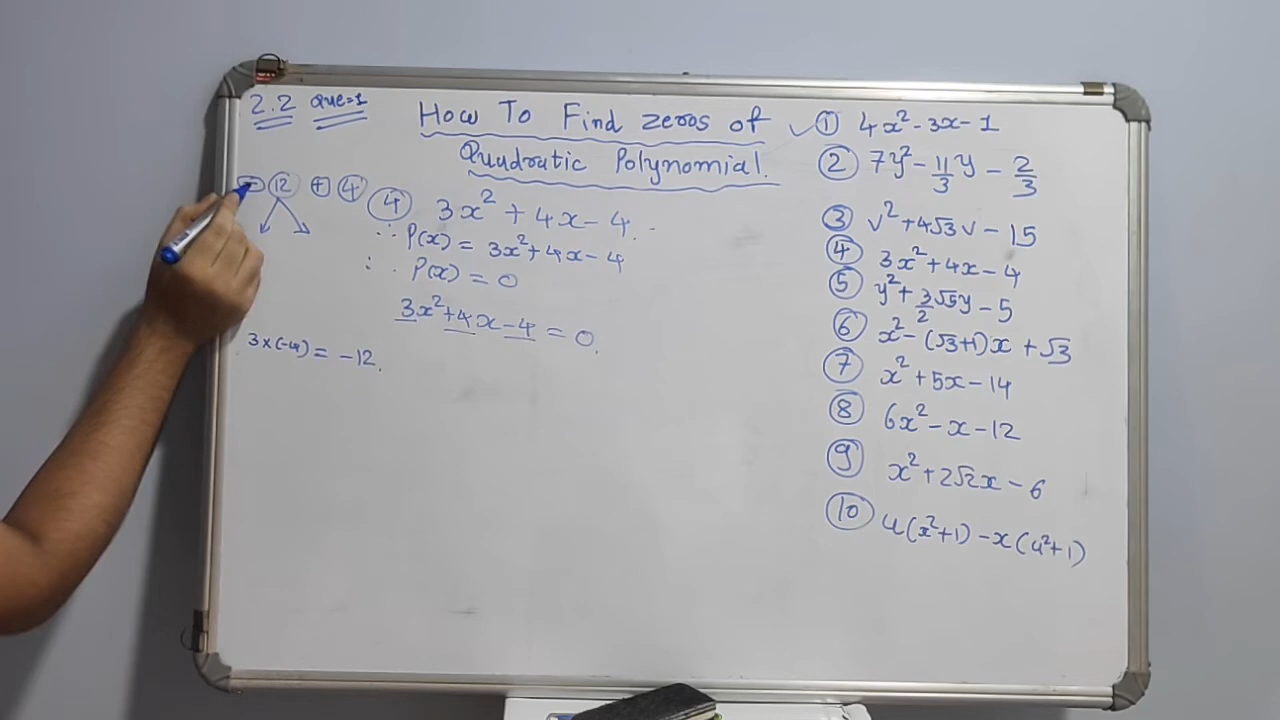 2.2 Que=1
How To Find zeros of
Quadratic Polynomial.
- 12 + 4
④ 3x² + 4x - 4.
∴ P(x) = 3x² + 4x - 4
∴ P(x) = 0
3x² + 4x - 4 = 0.
3 × (-4) = -12.
✓ ① 4x² - 3x - 1
② 7y² - 11/3 y - 2/3
③ v² + 4√3v - 15
④ 3x² + 4x - 4
⑤ y² + 3/2 √5y - 5
⑥ x² - (√3+1)x + √3
⑦ x² + 5x - 14
⑧ 6x² - x - 12
⑨ x² + 2√2x - 6
⑩ 4(x²+1) - x(4²+1)